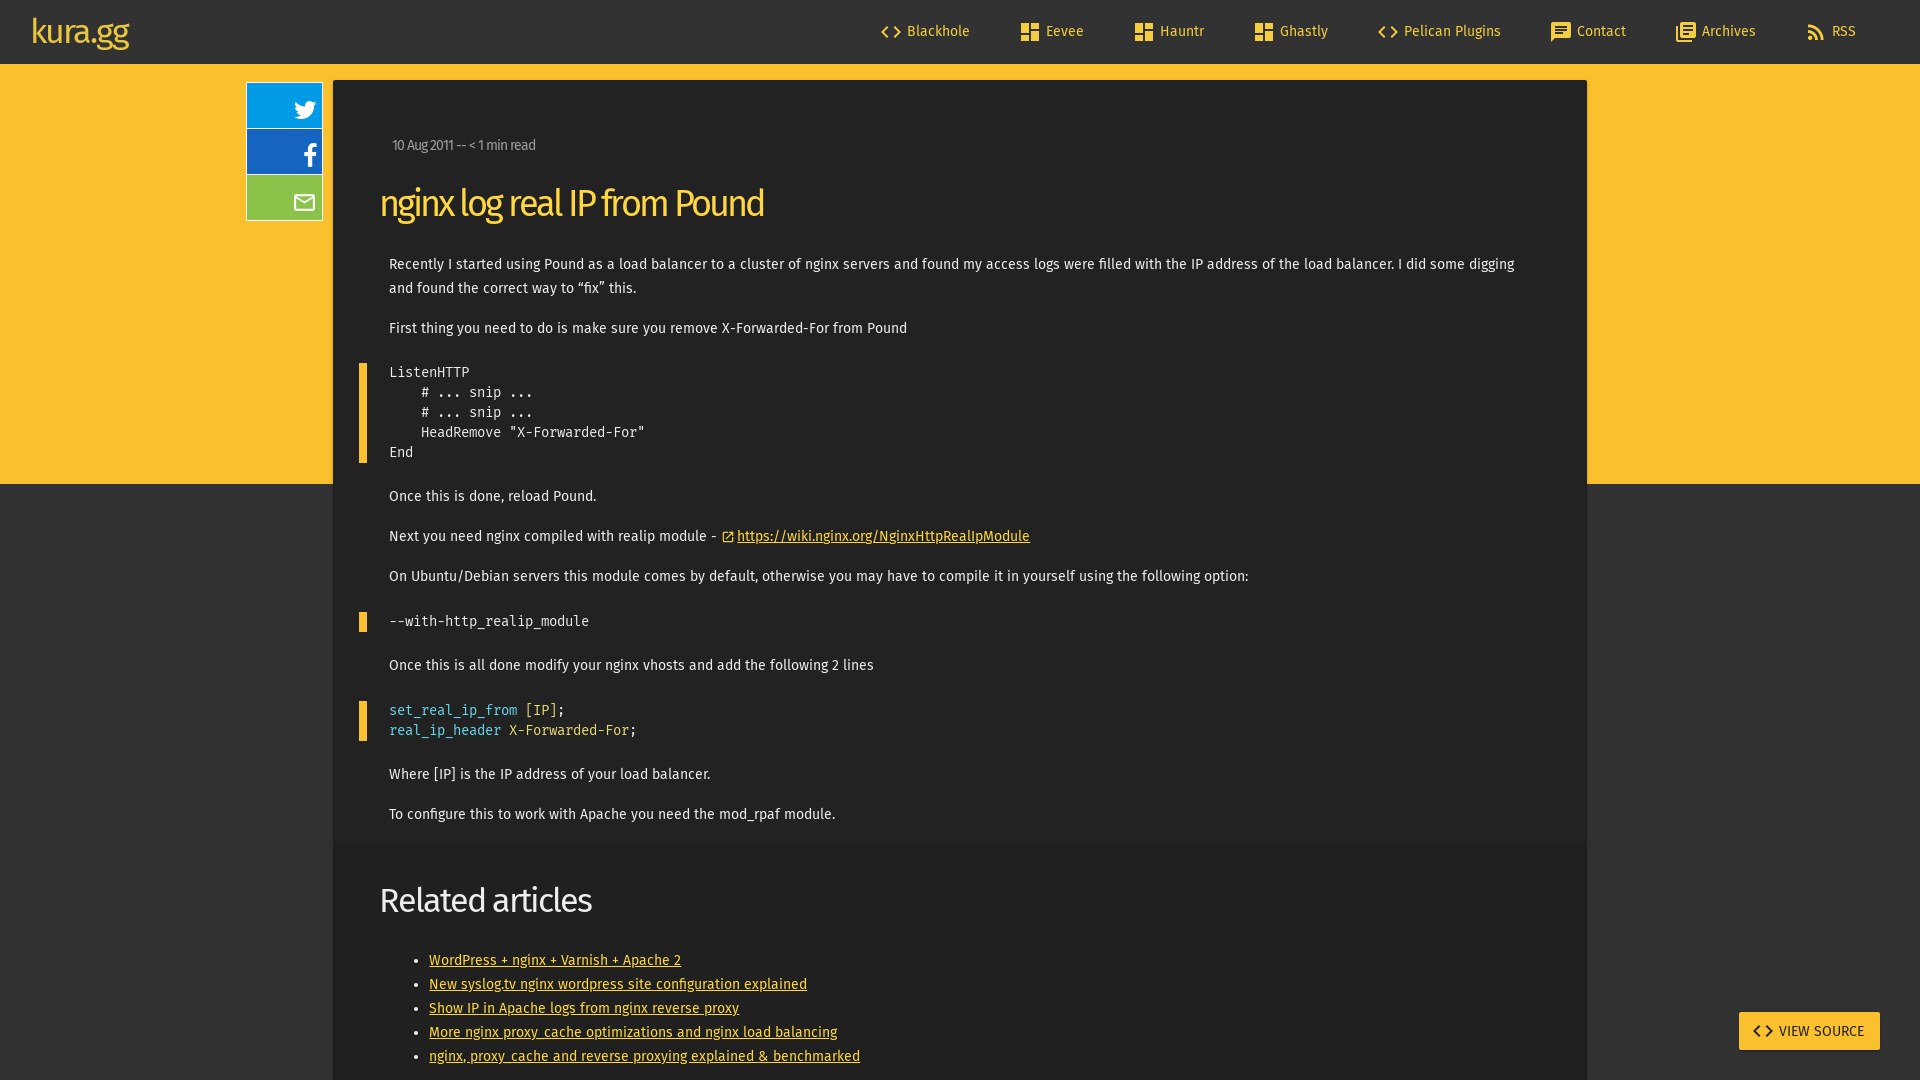 kura.gg
Blackhole
Eevee
Hauntr
Ghastly
Pelican Plugins
Contact
Archives
RSS
10 Aug 2011 -- < 1 min read
nginx log real IP from Pound
Recently I started using Pound as a load balancer to a cluster of nginx servers and found my access logs were filled with the IP address of the load balancer. I did some digging
and found the correct way to “fix” this.
First thing you need to do is make sure you remove X-Forwarded-For from Pound
ListenHTTP
    # ... snip ...
    # ... snip ...
    HeadRemove "X-Forwarded-For"
End
Once this is done, reload Pound.
Next you need nginx compiled with realip module - https://wiki.nginx.org/NginxHttpRealIpModule
On Ubuntu/Debian servers this module comes by default, otherwise you may have to compile it in yourself using the following option:
--with-http_realip_module
Once this is all done modify your nginx vhosts and add the following 2 lines
set_real_ip_from [IP];
real_ip_header X-Forwarded-For;
Where [IP] is the IP address of your load balancer.
To configure this to work with Apache you need the mod_rpaf module.
Related articles
• WordPress + nginx + Varnish + Apache 2
• New syslog.tv nginx wordpress site configuration explained
• Show IP in Apache logs from nginx reverse proxy
• More nginx proxy_cache optimizations and nginx load balancing
• nginx, proxy_cache and reverse proxying explained & benchmarked
VIEW SOURCE